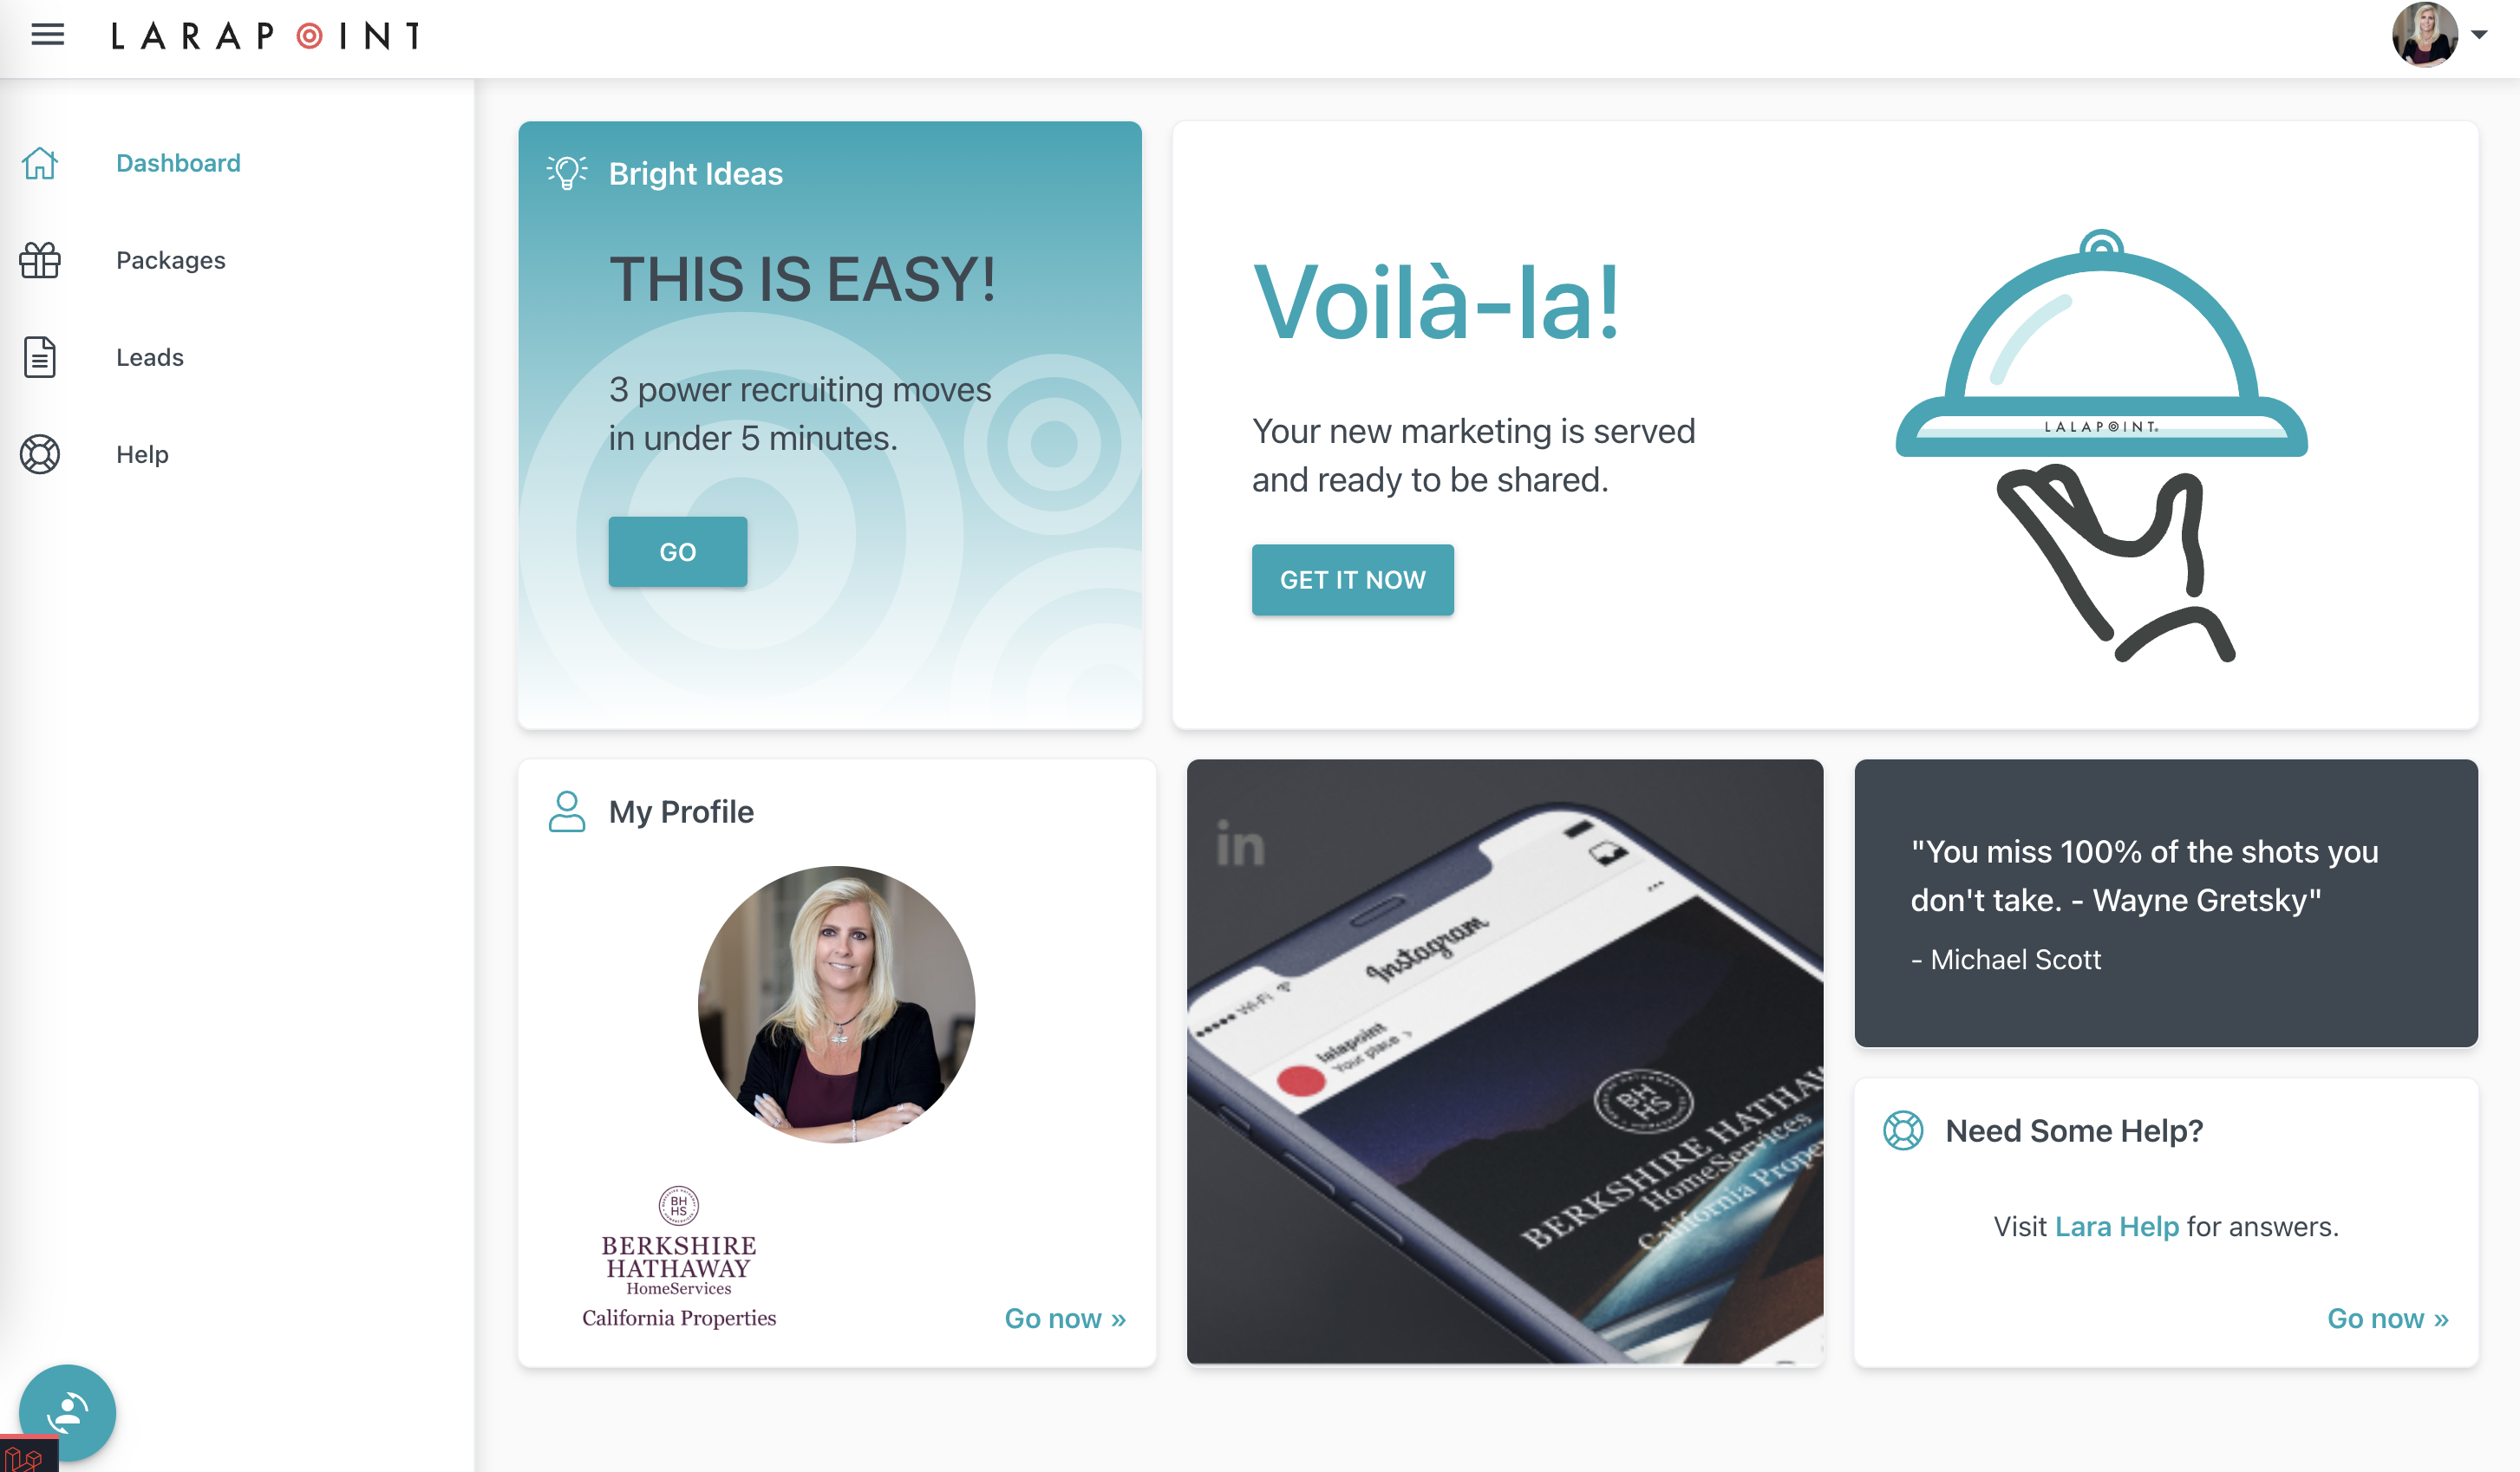 LARAPOINT
Dashboard
Packages
Leads
Help
Bright Ideas
THIS IS EASY!
3 power recruiting moves
in under 5 minutes.
GO
Voilà-la!
Your new marketing is served
and ready to be shared.
GET IT NOW
LALAPOINT
My Profile
BH
HS
BERKSHIRE
HATHAWAY
HomeServices
California Properties
Go now »
in
Wi-Fi
Instagram
lalapoint
Your place >
BH
HS
BERKSHIRE HATHAW
HomeServices
California Prope
"You miss 100% of the shots you
don't take. - Wayne Gretsky"
- Michael Scott
Need Some Help?
Visit Lara Help for answers.
Go now »